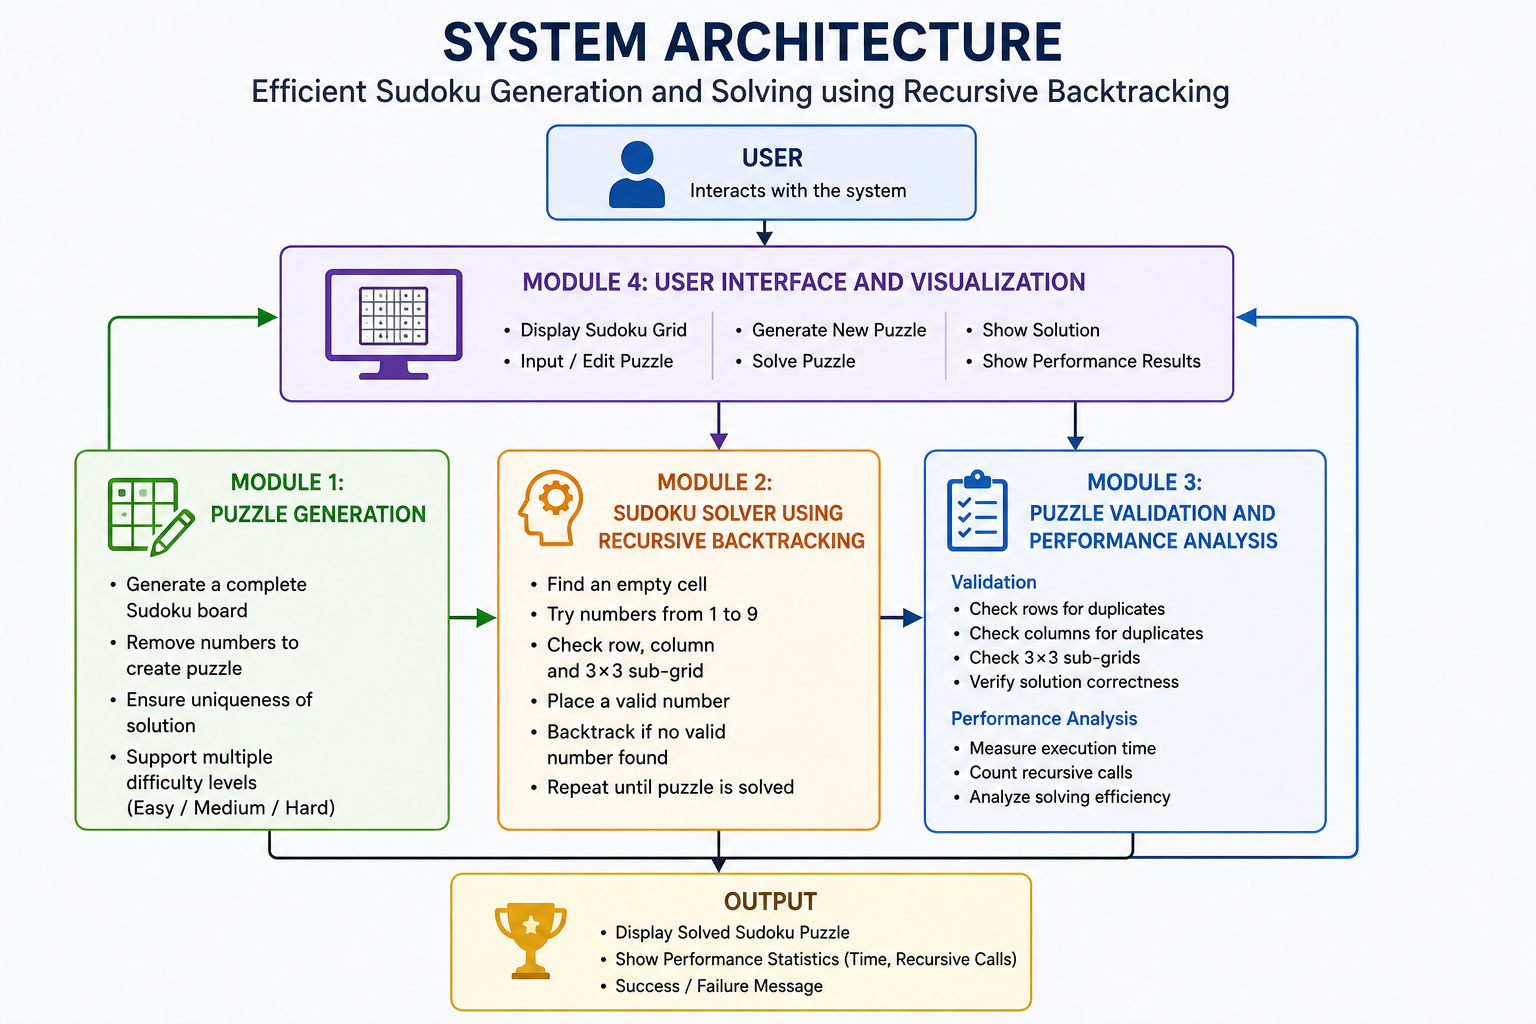 SYSTEM ARCHITECTURE
Efficient Sudoku Generation and Solving using Recursive Backtracking
USER
Interacts with the system
MODULE 4: USER INTERFACE AND VISUALIZATION
• Display Sudoku Grid
• Input / Edit Puzzle
• Generate New Puzzle
• Solve Puzzle
• Show Solution
• Show Performance Results
MODULE 1:
PUZZLE GENERATION
• Generate a complete
Sudoku board
• Remove numbers to
create puzzle
• Ensure uniqueness of
solution
• Support multiple
difficulty levels
(Easy / Medium / Hard)
MODULE 2:
SUDOKU SOLVER USING
RECURSIVE BACKTRACKING
• Find an empty cell
• Try numbers from 1 to 9
• Check row, column
and 3×3 sub-grid
• Place a valid number
• Backtrack if no valid
number found
• Repeat until puzzle is solved
MODULE 3:
PUZZLE VALIDATION AND
PERFORMANCE ANALYSIS
Validation
• Check rows for duplicates
• Check columns for duplicates
• Check 3×3 sub-grids
• Verify solution correctness
Performance Analysis
• Measure execution time
• Count recursive calls
• Analyze solving efficiency
OUTPUT
• Display Solved Sudoku Puzzle
• Show Performance Statistics (Time, Recursive Calls)
• Success / Failure Message